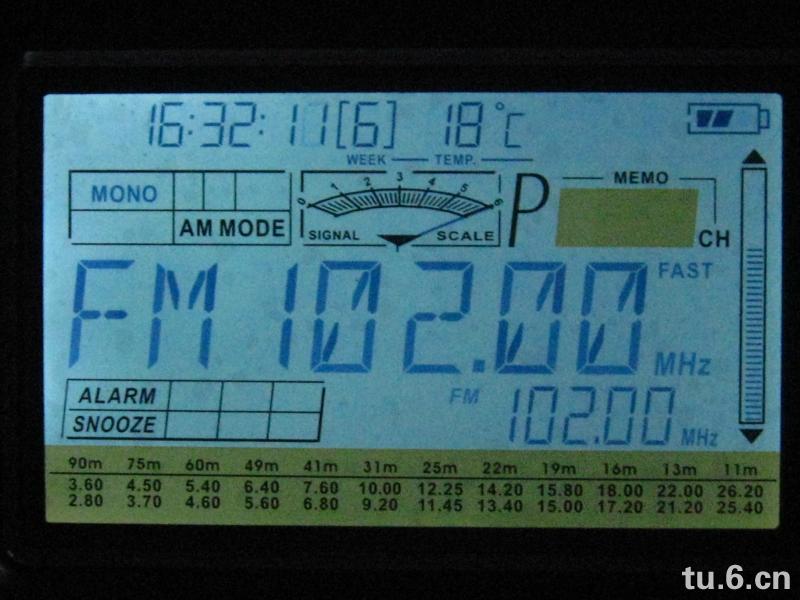 16:32:11[6] 18°C
WEEK TEMP.
MONO
AM MODE
0 1 2 3 4 5 6
SIGNAL SCALE
P
MEMO
CH
FM 102.00 MHz
FAST
ALARM
SNOOZE
FM 102.00 MHz
90m 75m 60m 49m 41m 31m 25m 22m 19m 16m 13m 11m
3.60 4.50 5.40 6.40 7.60 10.00 12.25 14.20 15.80 18.00 22.00 26.20
2.80 3.70 4.60 5.60 6.80 9.20 11.45 13.40 15.00 17.20 21.20 25.40
tu.6.cn